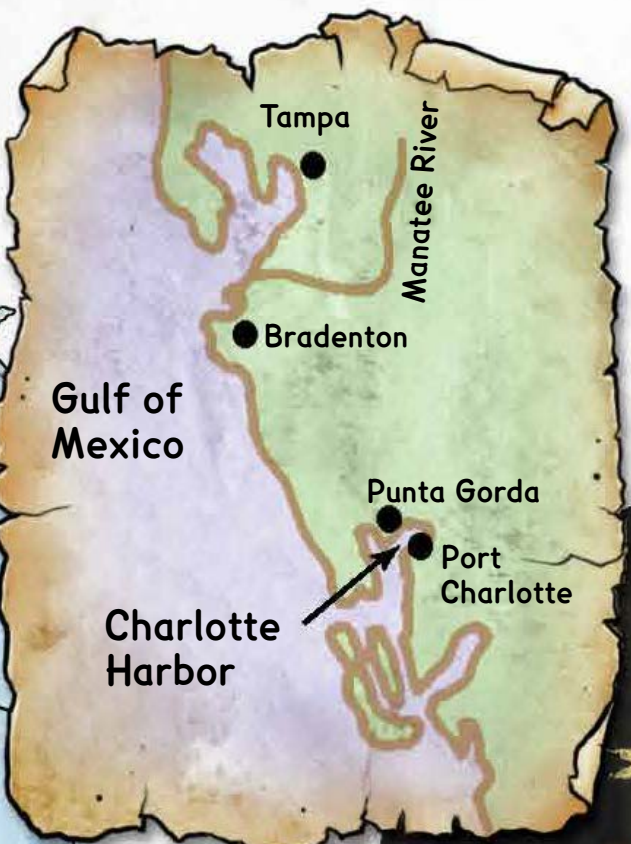 Tampa
Manatee River
Bradenton
Gulf of
Mexico
Punta Gorda
Port
Charlotte
Charlotte
Harbor